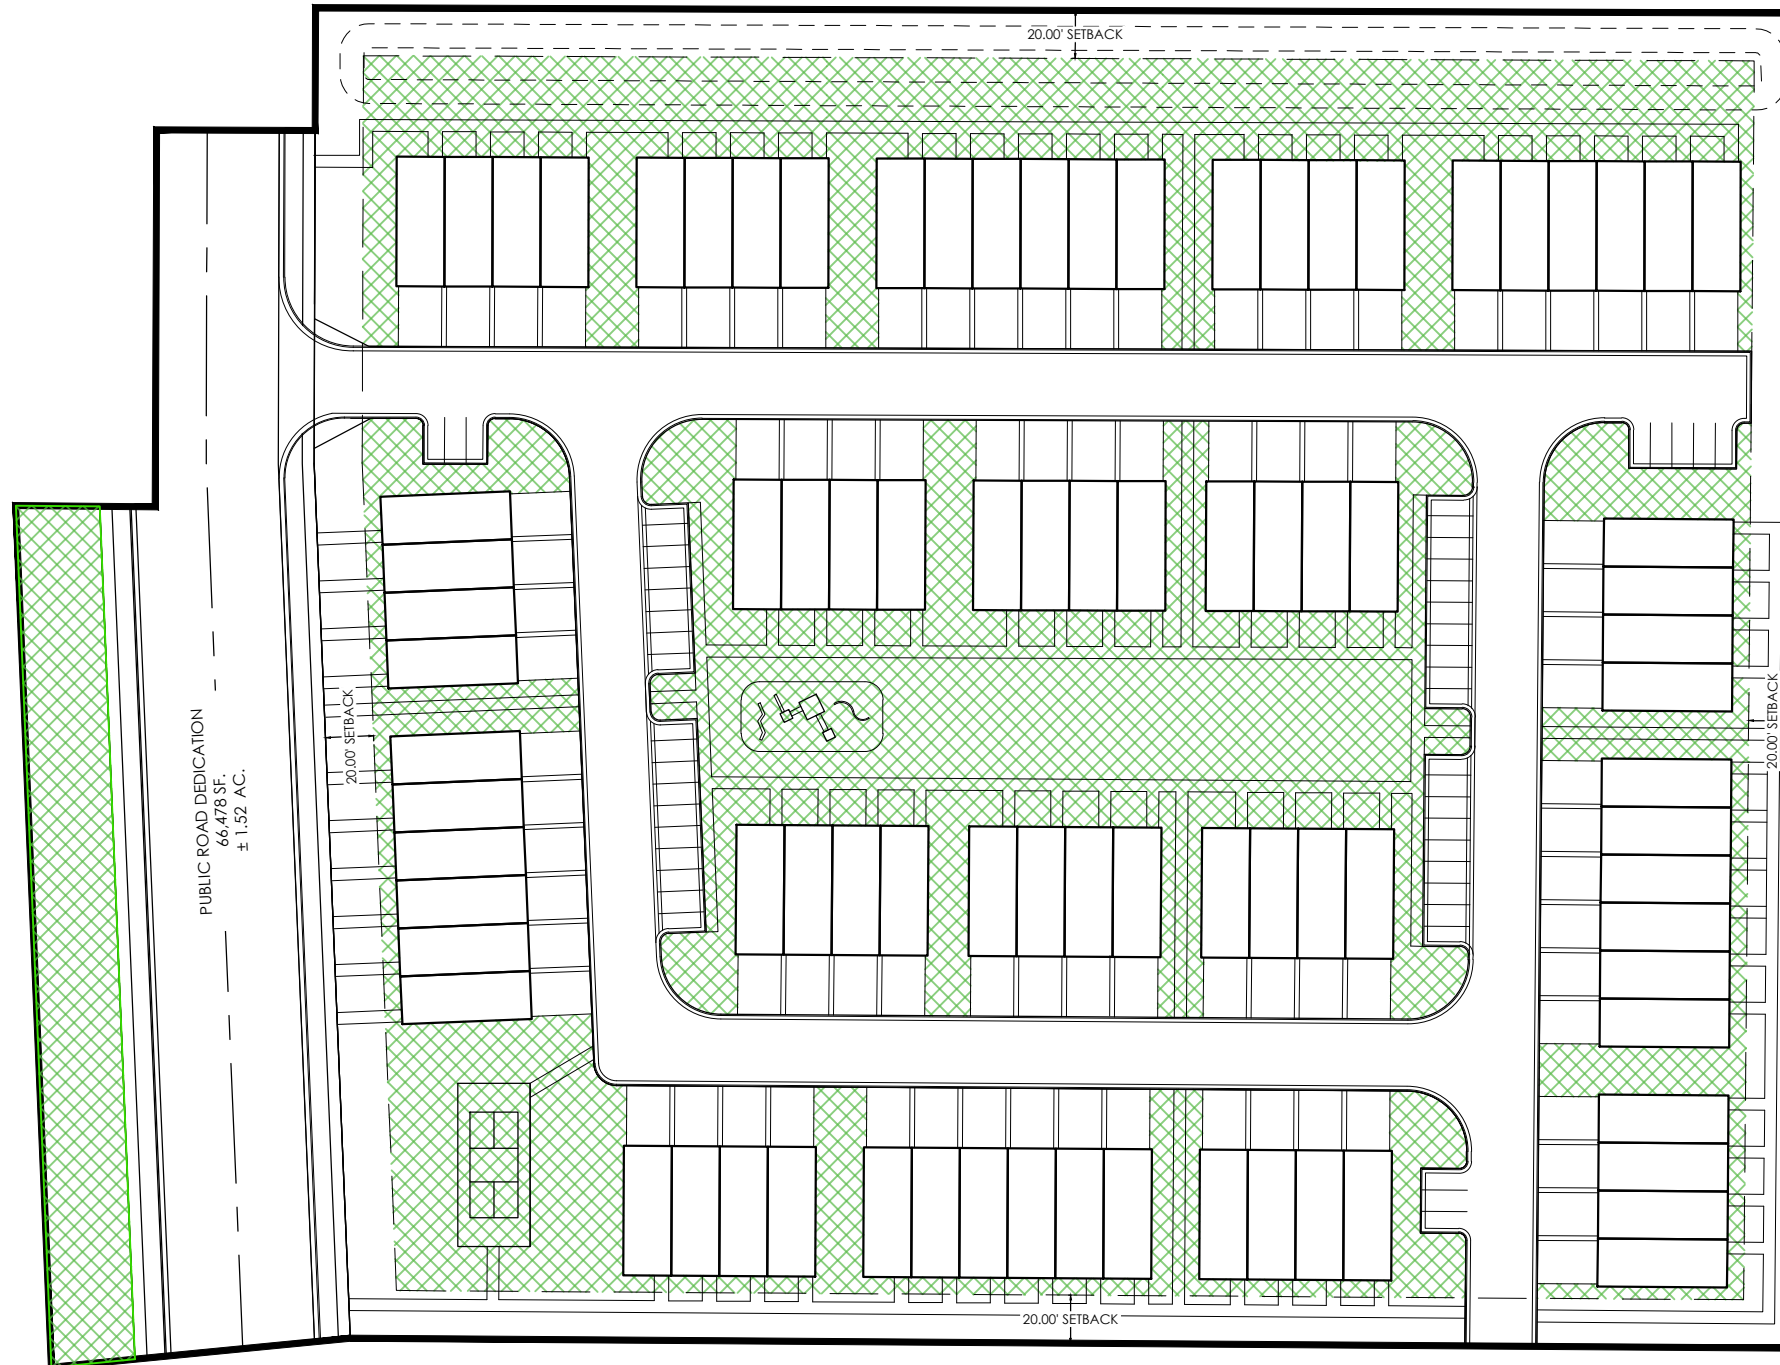 20.00' SETBACK
PUBLIC ROAD DEDICATION
66,478 SF.
± 1.52 AC.
20.00' SETBACK
20.00' SETBACK
20.00' SETBACK